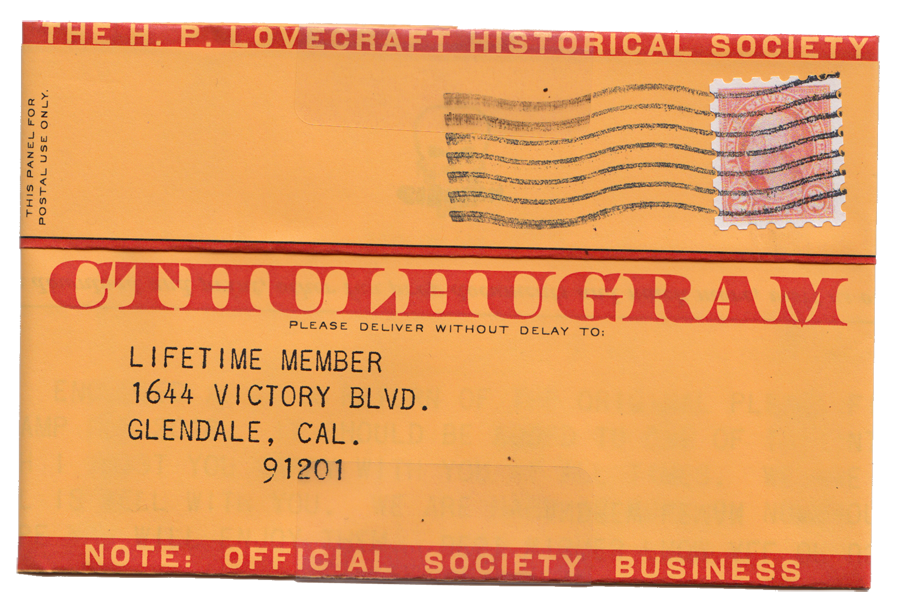 THE H. P. LOVECRAFT HISTORICAL SOCIETY
THIS PANEL FOR
POSTAL USE ONLY.
CTHULHUGRAM
PLEASE DELIVER WITHOUT DELAY TO:
LIFETIME MEMBER
1644 VICTORY BLVD.
GLENDALE, CAL.
91201
NOTE: OFFICIAL SOCIETY BUSINESS